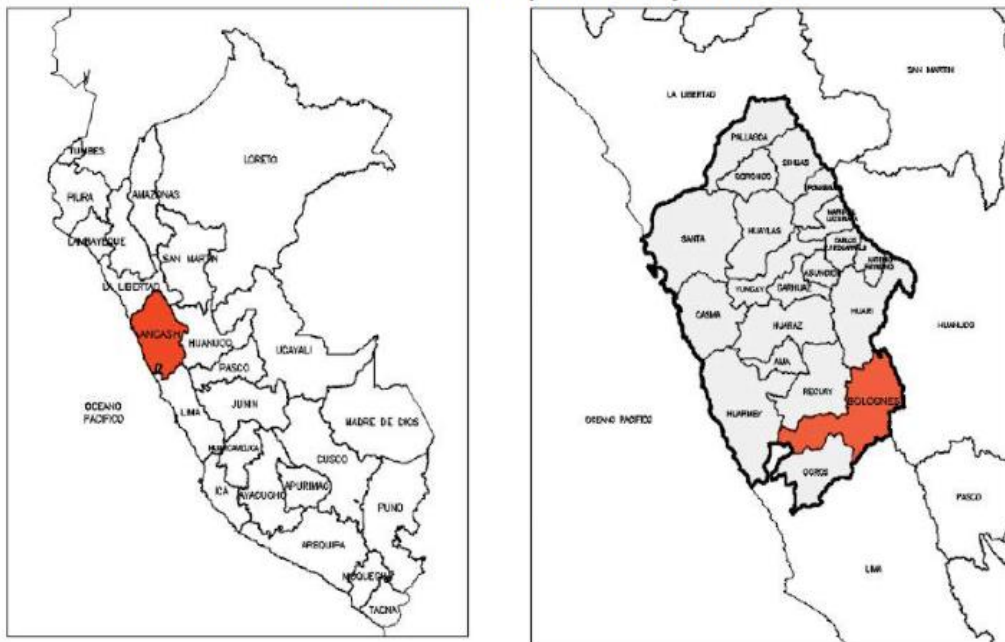 TUMBES
LORETO
PIURA
AMAZONAS
LAMBAYEQUE
SAN MARTIN
LA LIBERTAD
ANCASH
HUANUCO
UCAYALI
PASCO
OCEANO
PACIFICO
LIMA
JUNIN
MADRE DE DIOS
HUANCAVELICA
CUSCO
ICA
AYACUCHO
APURIMAC
PUNO
AREQUIPA
MOQUEGUA
TACNA
SAN MARTIN
LA LIBERTAD
PALLASCA
SIHUAS
CORONGO
SANTA
HUAYLAS
YUNGAY
CARHUAZ
ASUNCION
CASMA
HUARAZ
HUARI
HUANUCO
AIJA
RECUAY
BOLOGNESI
HUARMEY
OCEANO PACIFICO
OCROS
PASCO
LIMA